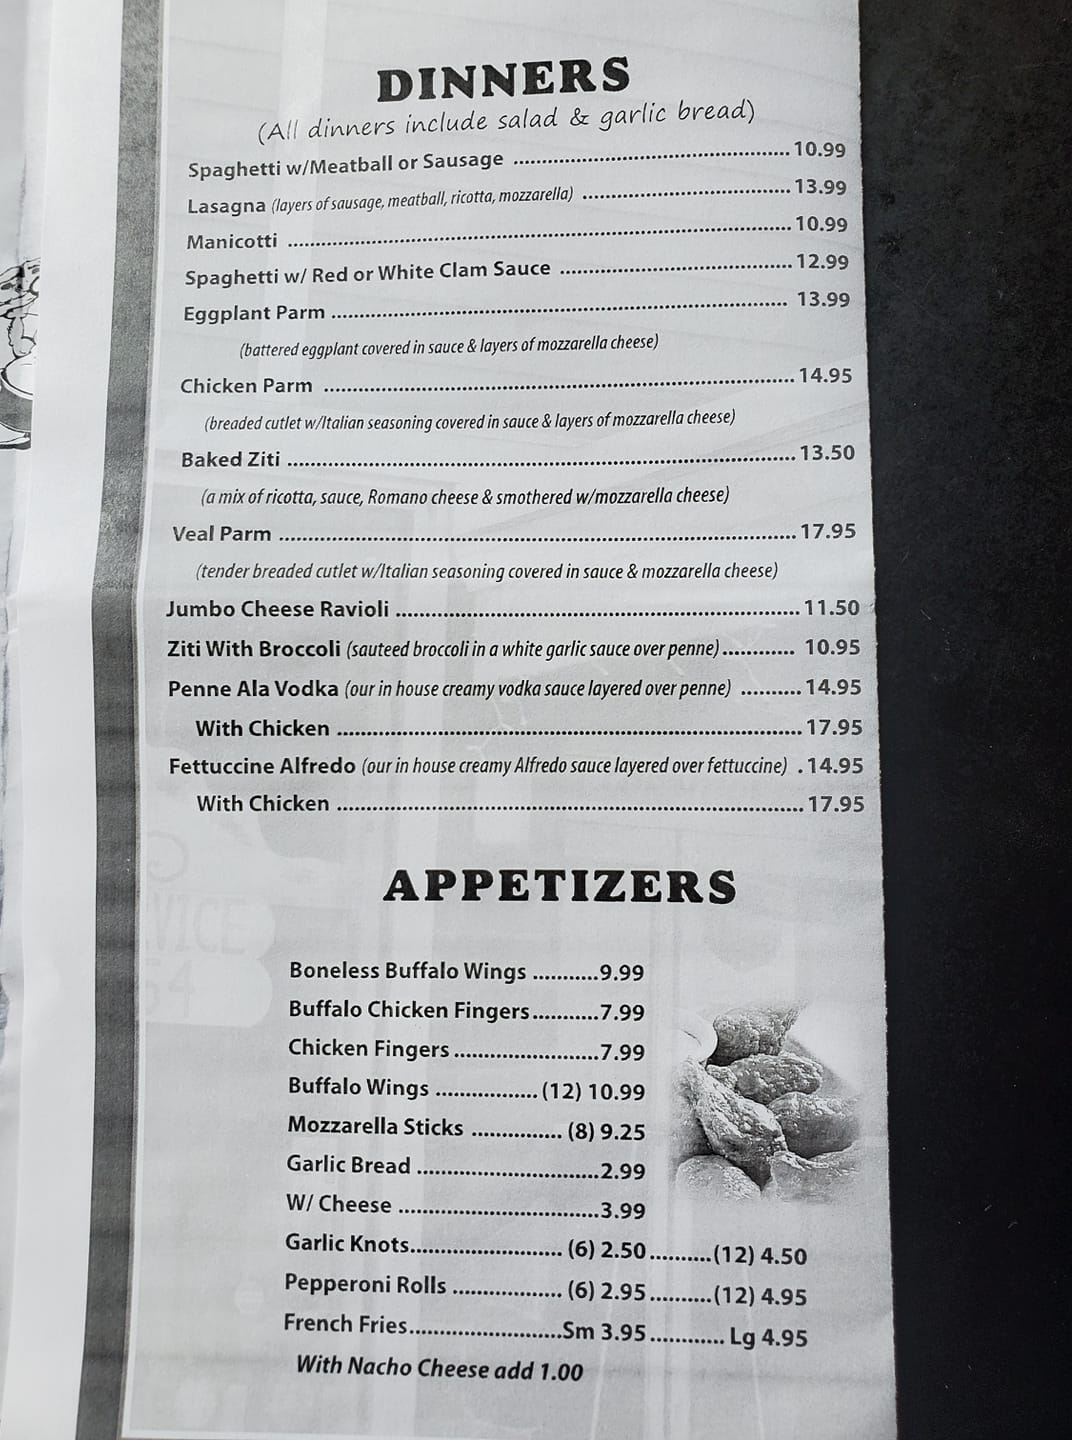 DINNERS
(All dinners include salad & garlic bread)
Spaghetti w/Meatball or Sausage ................................................ 10.99
Lasagna (layers of sausage, meatball, ricotta, mozzarella) ................................... 13.99
Manicotti ..................................................................................... 10.99
Spaghetti w/ Red or White Clam Sauce ....................................... 12.99
Eggplant Parm ............................................................................. 13.99
(battered eggplant covered in sauce & layers of mozzarella cheese)
Chicken Parm ............................................................................... 14.95
(breaded cutlet w/Italian seasoning covered in sauce & layers of mozzarella cheese)
Baked Ziti ..................................................................................... 13.50
(a mix of ricotta, sauce, Romano cheese & smothered w/mozzarella cheese)
Veal Parm ...................................................................................... 17.95
(tender breaded cutlet w/Italian seasoning covered in sauce & mozzarella cheese)
Jumbo Cheese Ravioli .................................................................... 11.50
Ziti With Broccoli (sauteed broccoli in a white garlic sauce over penne)............ 10.95
Penne Ala Vodka (our in house creamy vodka sauce layered over penne) .......... 14.95
With Chicken .............................................................................. 17.95
Fettuccine Alfredo (our in house creamy Alfredo sauce layered over fettuccine) . 14.95
With Chicken .............................................................................. 17.95
APPETIZERS
Boneless Buffalo Wings ...........9.99
Buffalo Chicken Fingers...........7.99
Chicken Fingers ........................7.99
Buffalo Wings ................. (12) 10.99
Mozzarella Sticks ............... (8) 9.25
Garlic Bread ..............................2.99
W/ Cheese .................................3.99
Garlic Knots......................... (6) 2.50 ..........(12) 4.50
Pepperoni Rolls .................. (6) 2.95 ..........(12) 4.95
French Fries.........................Sm 3.95 ............ Lg 4.95
With Nacho Cheese add 1.00